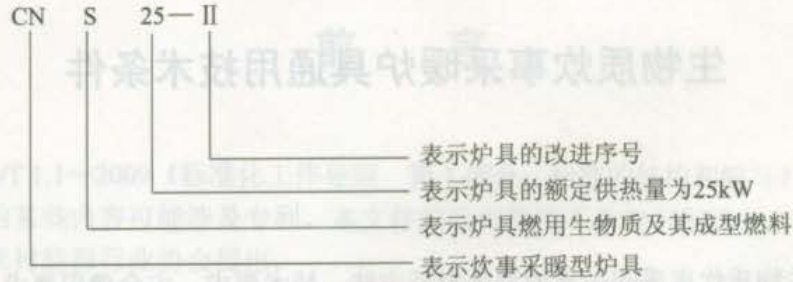 CN S 25—Ⅱ
表示炉具的改进序号
表示炉具的额定供热量为25kW
表示炉具燃用生物质及其成型燃料
表示炊事采暖型炉具